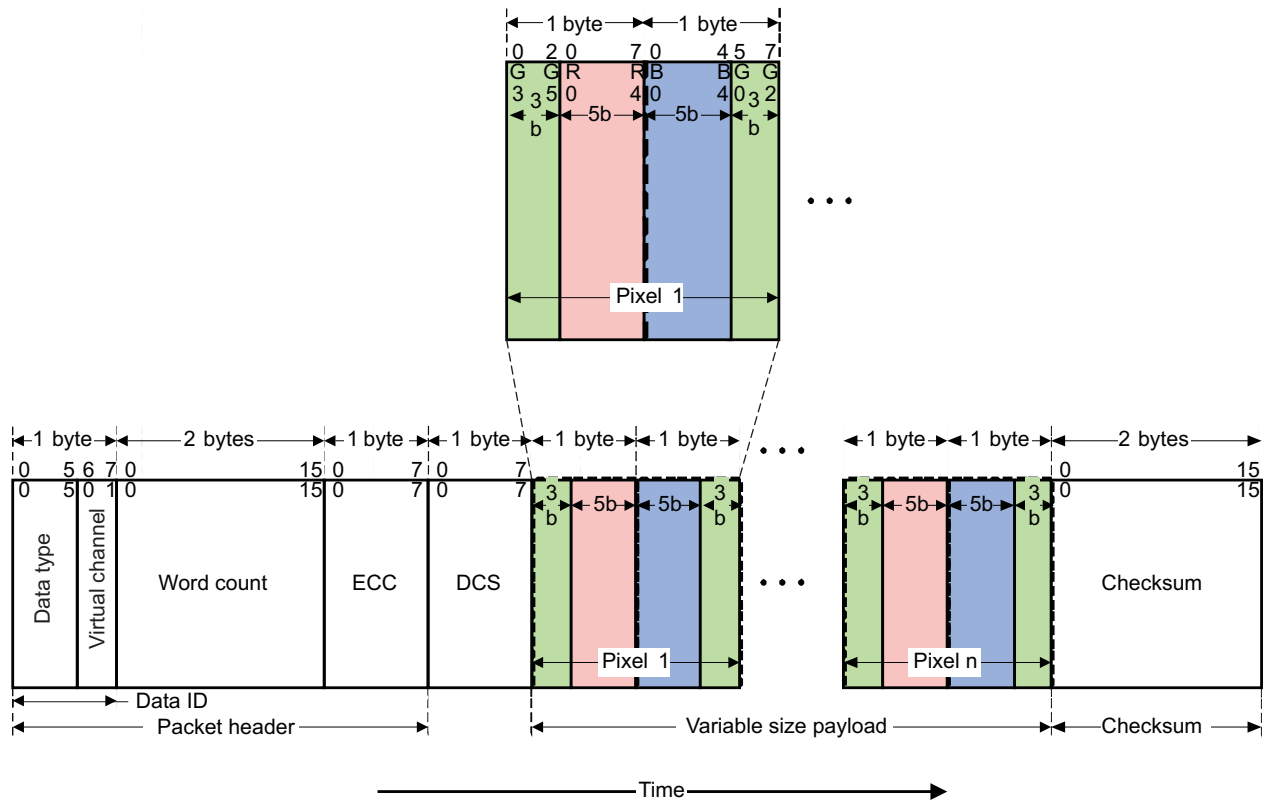 1 byte 1 byte
0 2 0 7 0 4 5 7
G G R R B B G G
3 5 0 4 0 4 0 2
3 b 5b 5b 3 b
Pixel 1
. . .
1 byte 2 bytes 1 byte 1 byte 1 byte 1 byte . . . 1 byte 1 byte 2 bytes
0 5 6 7 0 15 0 7 0 7 0 15
0 5 0 1 0 15 0 7 0 7 0 15
3 b 5b 5b 3 b 3 b 5b 5b 3 b
Data type Virtual channel Word count ECC DCS . . . Checksum
Pixel 1 Pixel n
Data ID
Packet header Variable size payload Checksum
Time